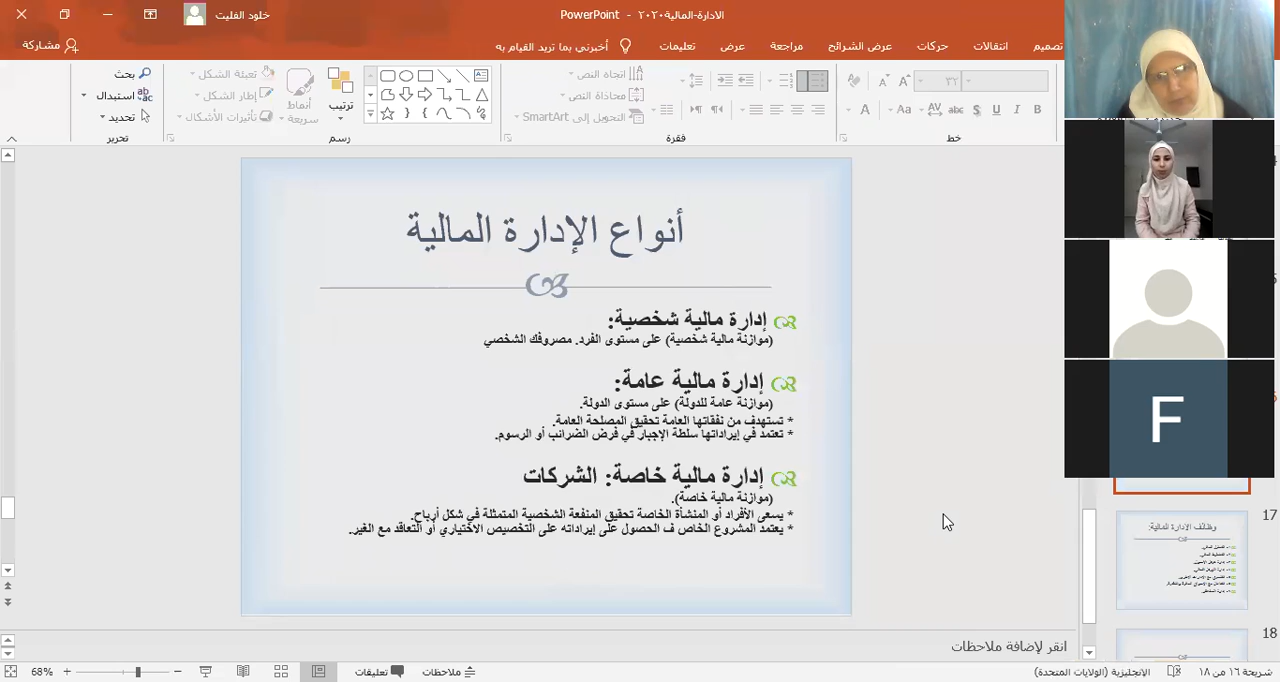 الادارة-المالية٢٠٢٠ - PowerPoint
خلود الفليت
تصميم
انتقالات
حركات
عرض الشرائح
مراجعة
عرض
تعليمات
أخبرني بما تريد القيام به
مشاركة
٣٢
B I U S abc AV Aa A
خط
اتجاه النص
محاذاة النص
التحويل إلى SmartArt
فقرة
ترتيب
أنماط
سريعة
تعبئة الشكل
إطار الشكل
تأثيرات الأشكال
رسم
بحث
استبدال
تحديد
تحرير
أنواع الإدارة المالية
إدارة مالية شخصية:
(موازنة مالية شخصية) على مستوى الفرد. مصروفك الشخصي
إدارة مالية عامة:
(موازنة عامة للدولة) على مستوى الدولة.
* تستهدف من نفقاتها العامة تحقيق المصلحة العامة.
* تعتمد في إيراداتها سلطة الإجبار في فرض الضرائب أو الرسوم.
إدارة مالية خاصة: الشركات
(موازنة مالية خاصة).
* يسعى الأفراد أو المنشأة الخاصة تحقيق المنفعة الشخصية المتمثلة في شكل أرباح.
* يعتمد المشروع الخاص ف الحصول على إيراداته على التخصيص الاختياري أو التعاقد مع الغير.
F
17
وظائف الإدارة المالية:
18
انقر لإضافة ملاحظات
شريحة ١٦ من ١٨
الإنجليزية (الولايات المتحدة)
ملاحظات
تعليقات
68%